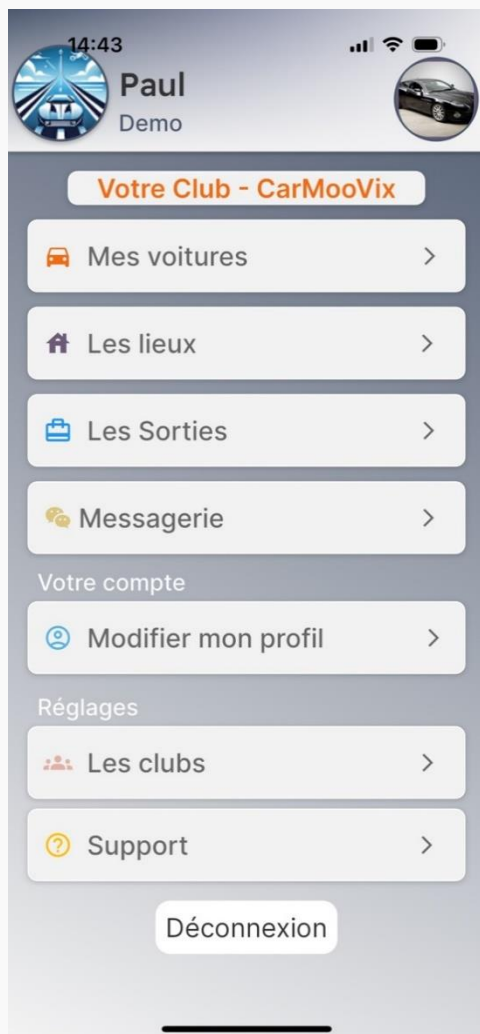 14:43
Paul
Demo
Votre Club - CarMooVix
Mes voitures
Les lieux
Les Sorties
Messagerie
Votre compte
Modifier mon profil
Réglages
Les clubs
Support
Déconnexion